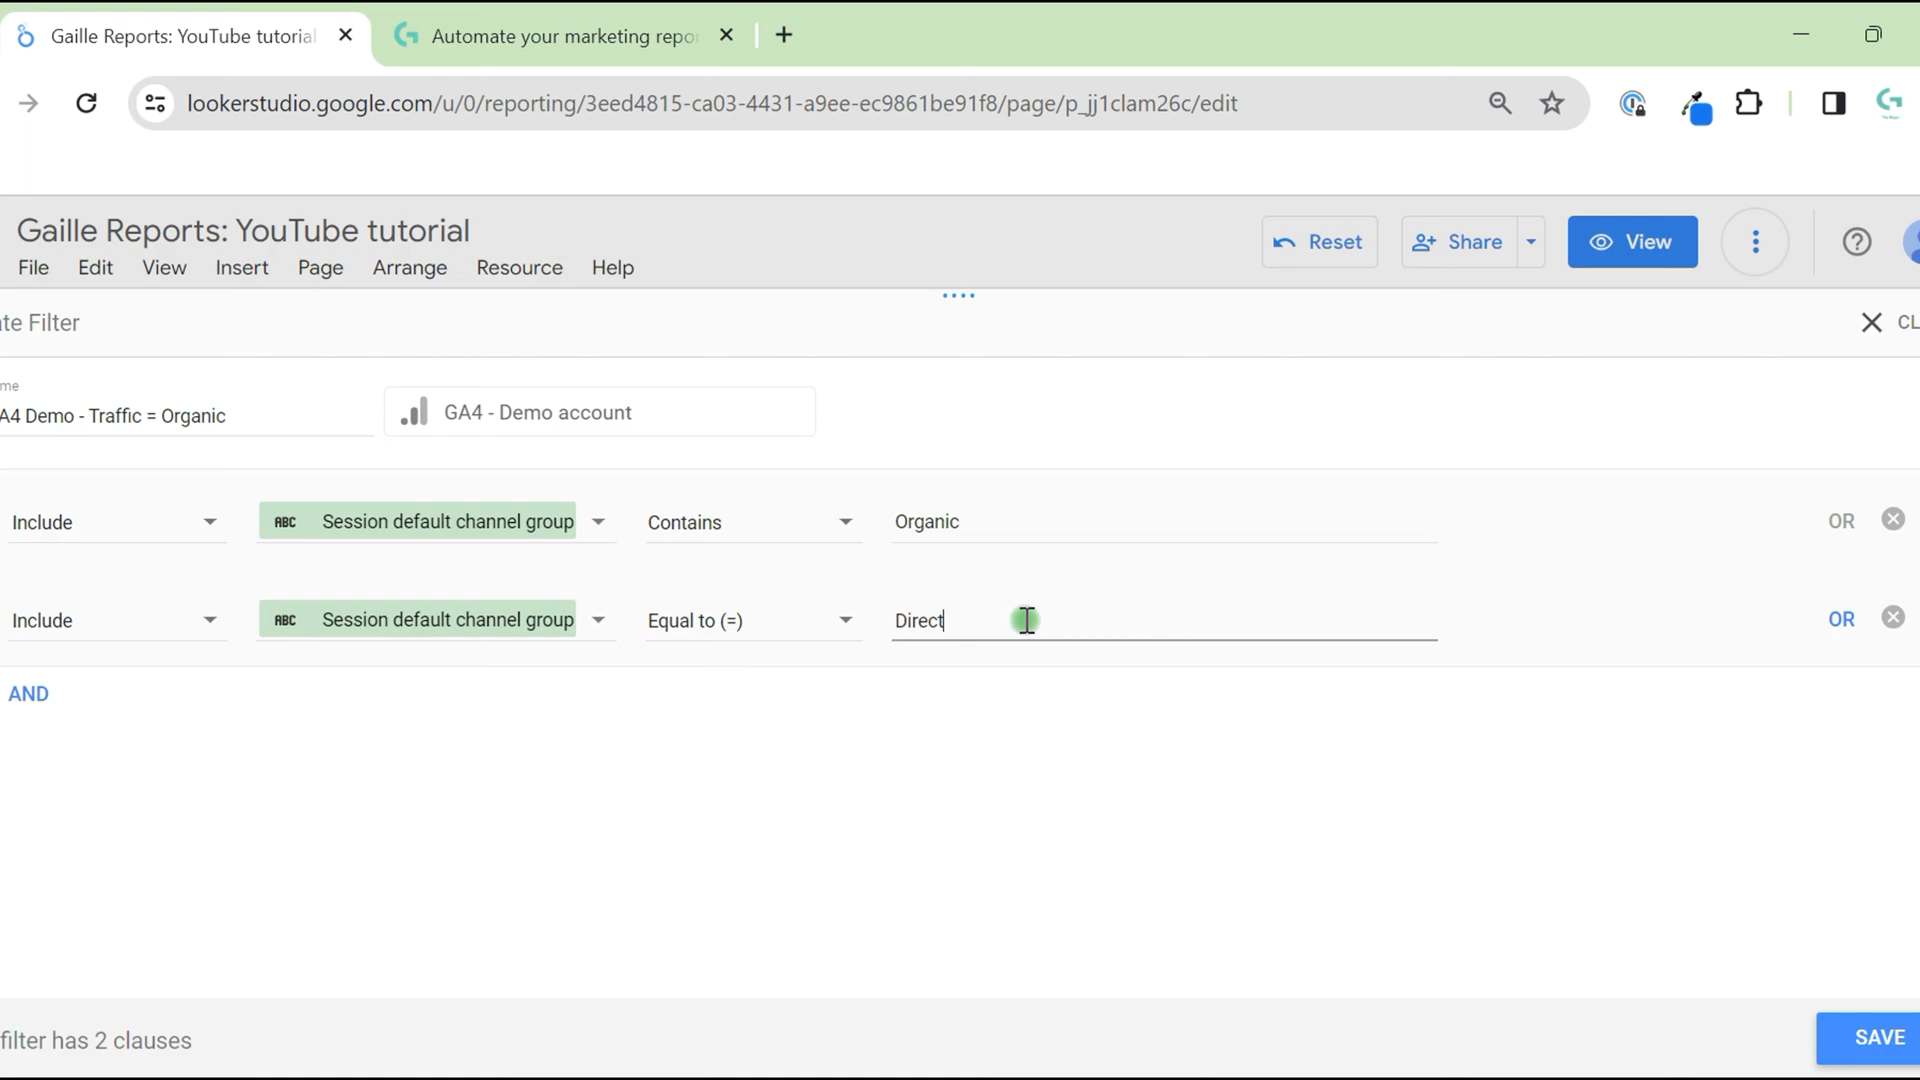 Gaille Reports: YouTube tutorial
Automate your marketing repo
lookerstudio.google.com/u/0/reporting/3eed4815-ca03-4431-a9ee-ec9861be91f8/page/p_jj1clam26c/edit
Gaille Reports: YouTube tutorial
Reset Share View
File Edit View Insert Page Arrange Resource Help
te Filter
CL
me
A4 Demo - Traffic = Organic
GA4 - Demo account
Include ABC Session default channel group Contains Organic OR
Include ABC Session default channel group Equal to (=) Direct OR
AND
filter has 2 clauses
SAVE